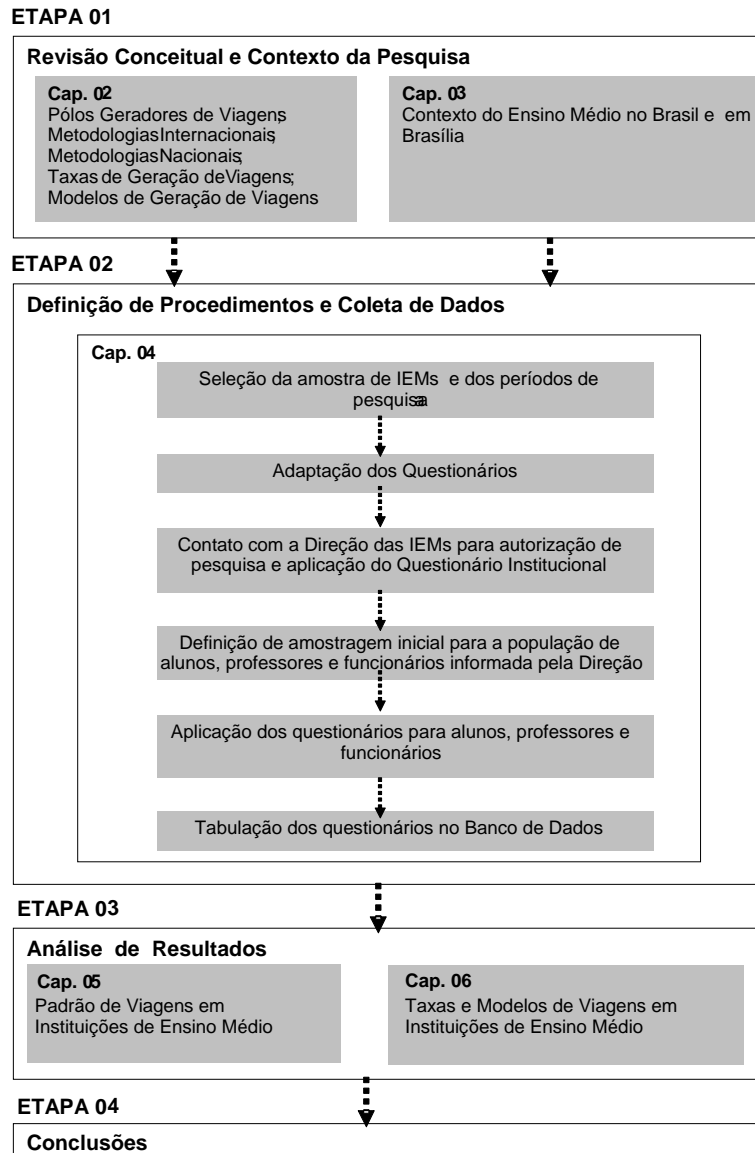 ETAPA 01
Revisão Conceitual e Contexto da Pesquisa
Cap. 02
Pólos Geradores de Viagens;
Metodologias Internacionais;
Metodologias Nacionais;
Taxas de Geração de Viagens;
Modelos de Geração de Viagens
Cap. 03
Contexto do Ensino Médio no Brasil e em
Brasília
ETAPA 02
Definição de Procedimentos e Coleta de Dados
Cap. 04
Seleção da amostra de IEMs e dos períodos de
pesquisa
Adaptação dos Questionários
Contato com a Direção das IEMs para autorização de
pesquisa e aplicação do Questionário Institucional
Definição de amostragem inicial para a população de
alunos, professores e funcionários informada pela Direção
Aplicação dos questionários para alunos, professores e
funcionários
Tabulação dos questionários no Banco de Dados
ETAPA 03
Análise de Resultados
Cap. 05
Padrão de Viagens em
Instituições de Ensino Médio
Cap. 06
Taxas e Modelos de Viagens em
Instituições de Ensino Médio
ETAPA 04
Conclusões